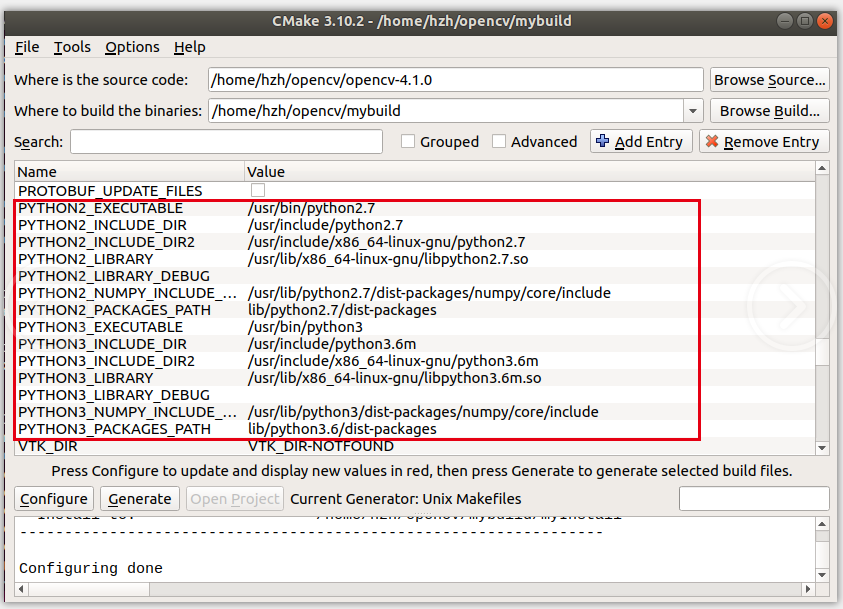 CMake 3.10.2 - /home/hzh/opencv/mybuild
File Tools Options Help
Where is the source code: /home/hzh/opencv/opencv-4.1.0 Browse Source...
Where to build the binaries: /home/hzh/opencv/mybuild Browse Build...
Search: Grouped Advanced Add Entry Remove Entry
Name Value
PROTOBUF_UPDATE_FILES
PYTHON2_EXECUTABLE /usr/bin/python2.7
PYTHON2_INCLUDE_DIR /usr/include/python2.7
PYTHON2_INCLUDE_DIR2 /usr/include/x86_64-linux-gnu/python2.7
PYTHON2_LIBRARY /usr/lib/x86_64-linux-gnu/libpython2.7.so
PYTHON2_LIBRARY_DEBUG
PYTHON2_NUMPY_INCLUDE_... /usr/lib/python2.7/dist-packages/numpy/core/include
PYTHON2_PACKAGES_PATH lib/python2.7/dist-packages
PYTHON3_EXECUTABLE /usr/bin/python3
PYTHON3_INCLUDE_DIR /usr/include/python3.6m
PYTHON3_INCLUDE_DIR2 /usr/include/x86_64-linux-gnu/python3.6m
PYTHON3_LIBRARY /usr/lib/x86_64-linux-gnu/libpython3.6m.so
PYTHON3_LIBRARY_DEBUG
PYTHON3_NUMPY_INCLUDE_... /usr/lib/python3/dist-packages/numpy/core/include
PYTHON3_PACKAGES_PATH lib/python3.6/dist-packages
VTK_DIR VTK_DIR-NOTFOUND
Press Configure to update and display new values in red, then press Generate to generate selected build files.
Configure Generate Open Project Current Generator: Unix Makefiles
Install to: /home/hzh/opencv/mybuild/myinstall
-----------------------------------------------------------------
Configuring done